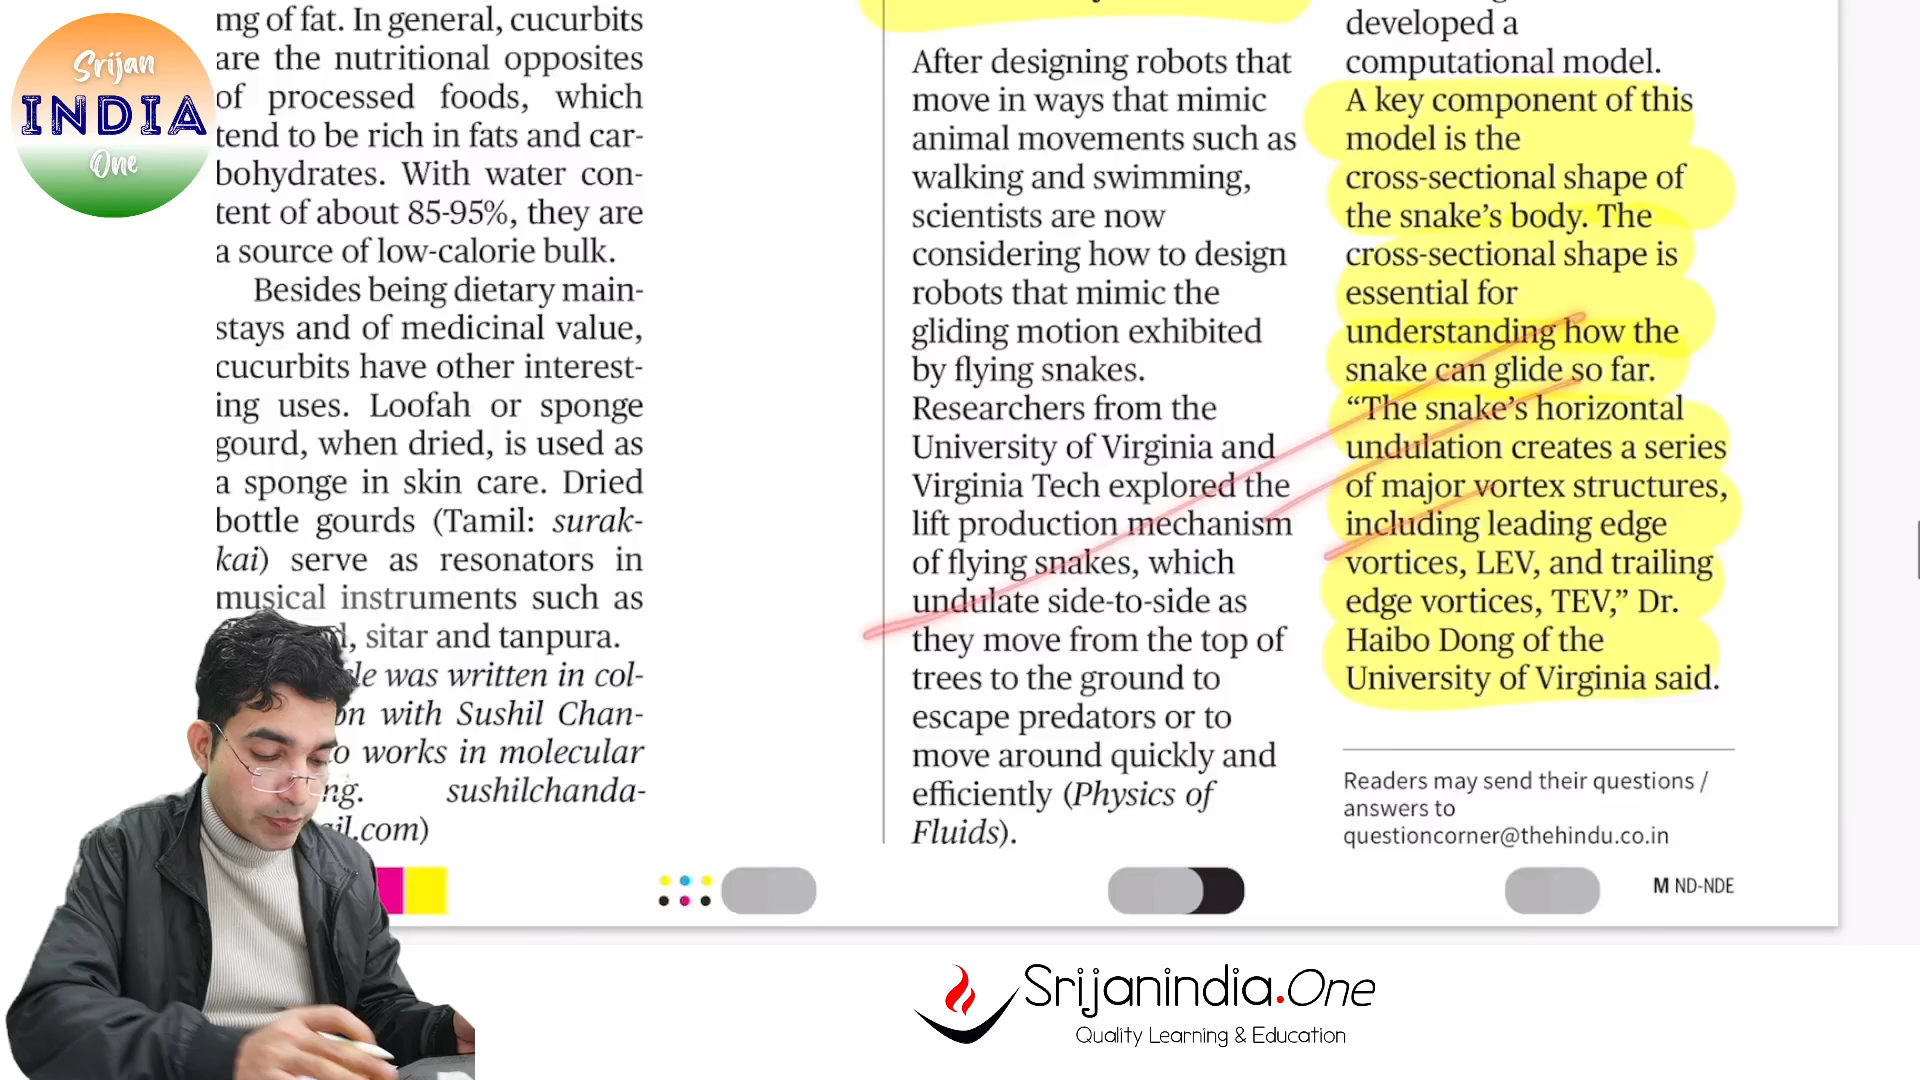 Srijan
INDIA
One
mg of fat. In general, cucurbits
are the nutritional opposites
of processed foods, which
tend to be rich in fats and car-
bohydrates. With water con-
tent of about 85-95%, they are
a source of low-calorie bulk.
Besides being dietary main-
stays and of medicinal value,
cucurbits have other interest-
ing uses. Loofah or sponge
gourd, when dried, is used as
a sponge in skin care. Dried
bottle gourds (Tamil: surak-
kai) serve as resonators in
musical instruments such as
sitar and tanpura.
was written in col-
with Sushil Chan-
works in molecular
sushilchanda-
After designing robots that
move in ways that mimic
animal movements such as
walking and swimming,
scientists are now
considering how to design
robots that mimic the
gliding motion exhibited
by flying snakes.
Researchers from the
University of Virginia and
Virginia Tech explored the
lift production mechanism
of flying snakes, which
undulate side-to-side as
they move from the top of
trees to the ground to
escape predators or to
move around quickly and
efficiently (Physics of
Fluids).
developed a
computational model.
A key component of this
model is the
cross-sectional shape of
the snake’s body. The
cross-sectional shape is
essential for
understanding how the
snake can glide so far.
“The snake’s horizontal
undulation creates a series
of major vortex structures,
including leading edge
vortices, LEV, and trailing
edge vortices, TEV,” Dr.
Haibo Dong of the
University of Virginia said.
Readers may send their questions /
answers to
questioncorner@thehindu.co.in
M ND-NDE
Srijanindia.One
Quality Learning & Education